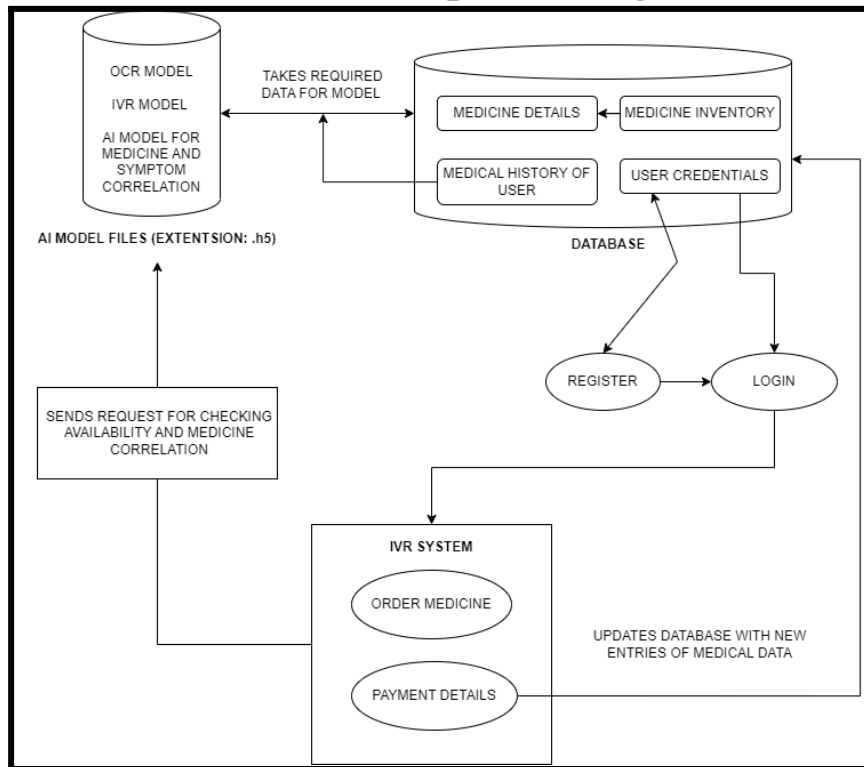 OCR MODEL
IVR MODEL
AI MODEL FOR
MEDICINE AND
SYMPTOM
CORRELATION
AI MODEL FILES (EXTENTSION: .h5)
TAKES REQUIRED
DATA FOR MODEL
MEDICINE DETAILS
MEDICINE INVENTORY
MEDICAL HISTORY OF
USER
USER CREDENTIALS
DATABASE
REGISTER
LOGIN
SENDS REQUEST FOR CHECKING
AVAILABILITY AND MEDICINE
CORRELATION
IVR SYSTEM
ORDER MEDICINE
PAYMENT DETAILS
UPDATES DATABASE WITH NEW
ENTRIES OF MEDICAL DATA